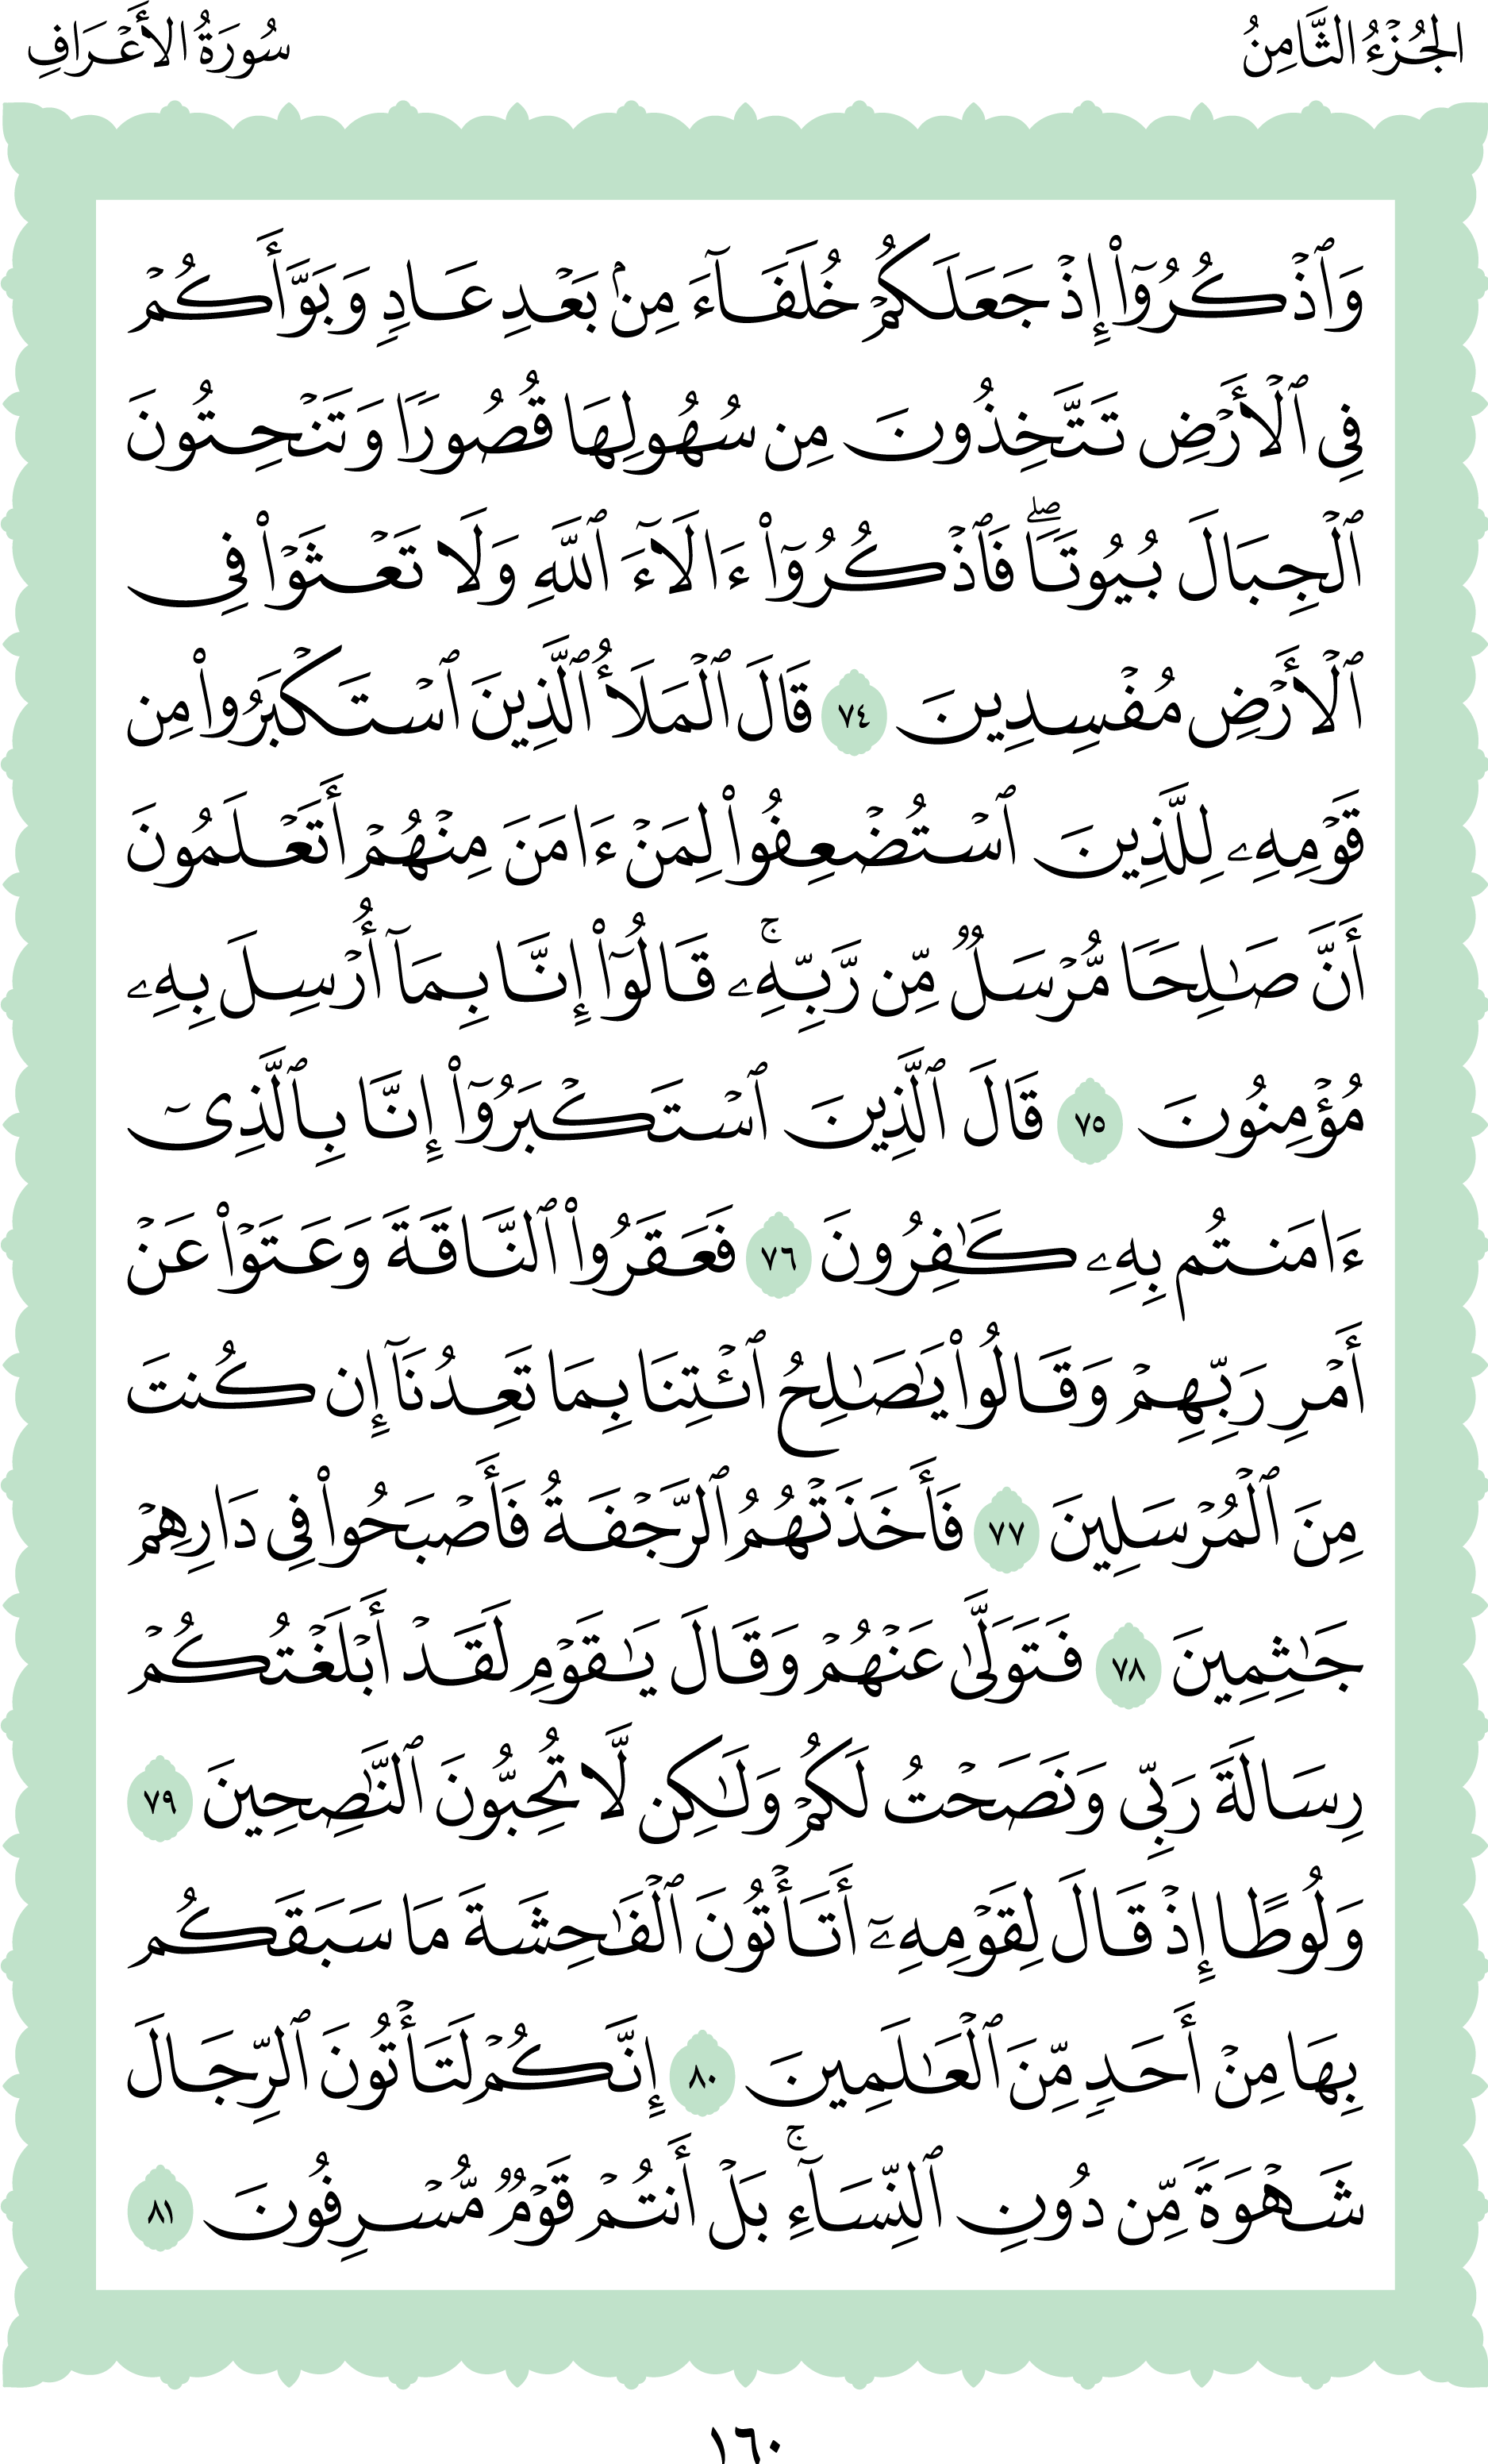 الجُزْءُ الثَّامِنُ
سُورَةُ الأَعْرَافِ
وَٱذۡكُرُوٓاْ إِذۡ جَعَلَكُمۡ خُلَفَآءَ مِنۢ بَعۡدِ عَادٖ وَبَوَّأَكُمۡ
فِي ٱلۡأَرۡضِ تَتَّخِذُونَ مِن سُهُولِهَا قُصُورٗا وَتَنۡحِتُونَ
ٱلۡجِبَالَ بُيُوتٗاۖ فَٱذۡكُرُوٓاْ ءَالَآءَ ٱللَّهِ وَلَا تَعۡثَوۡاْ فِي
ٱلۡأَرۡضِ مُفۡسِدِينَ ٧٤ قَالَ ٱلۡمَلَأُ ٱلَّذِينَ ٱسۡتَكۡبَرُواْ مِن
قَوۡمِهِۦ لِلَّذِينَ ٱسۡتُضۡعِفُواْ لِمَنۡ ءَامَنَ مِنۡهُمۡ أَتَعۡلَمُونَ
أَنَّ صَٰلِحٗا مُّرۡسَلٞ مِّن رَّبِّهِۦۚ قَالُوٓاْ إِنَّا بِمَآ أُرۡسِلَ بِهِۦ
مُؤۡمِنُونَ ٧٥ قَالَ ٱلَّذِينَ ٱسۡتَكۡبَرُوٓاْ إِنَّا بِٱلَّذِيٓ
ءَامَنتُم بِهِۦ كَٰفِرُونَ ٧٦ فَعَقَرُواْ ٱلنَّاقَةَ وَعَتَوۡاْ عَنۡ
أَمۡرِ رَبِّهِمۡ وَقَالُواْ يَٰصَٰلِحُ ٱئۡتِنَا بِمَا تَعِدُنَآ إِن كُنتَ
مِنَ ٱلۡمُرۡسَلِينَ ٧٧ فَأَخَذَتۡهُمُ ٱلرَّجۡفَةُ فَأَصۡبَحُواْ فِي دَارِهِمۡ
جَٰثِمِينَ ٧٨ فَتَوَلَّىٰ عَنۡهُمۡ وَقَالَ يَٰقَوۡمِ لَقَدۡ أَبۡلَغۡتُكُمۡ
رِسَالَةَ رَبِّي وَنَصَحۡتُ لَكُمۡ وَلَٰكِن لَّا تُحِبُّونَ ٱلنَّٰصِحِينَ ٧٩
وَلُوطًا إِذۡ قَالَ لِقَوۡمِهِۦٓ أَتَأۡتُونَ ٱلۡفَٰحِشَةَ مَا سَبَقَكُم
بِهَا مِنۡ أَحَدٖ مِّنَ ٱلۡعَٰلَمِينَ ٨٠ إِنَّكُمۡ لَتَأۡتُونَ ٱلرِّجَالَ
شَهۡوَةٗ مِّن دُونِ ٱلنِّسَآءِۚ بَلۡ أَنتُمۡ قَوۡمٞ مُّسۡرِفُونَ ٨١
١٦٠